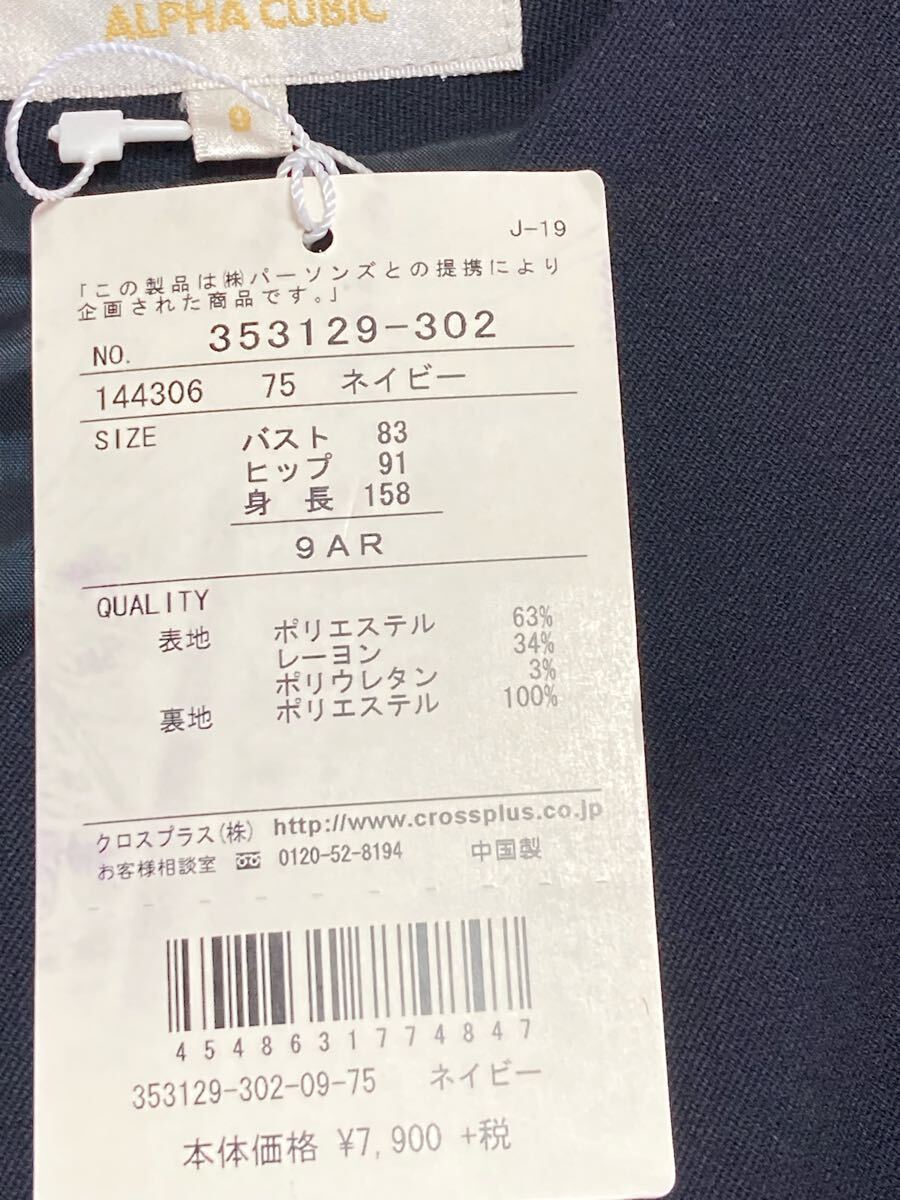 ALPHA CUBIC
9
J-19
「この製品は㈱パーソンズとの提携により
企画された商品です。」
NO. 353129-302
144306 75 ネイビー
SIZE バスト 83
ヒップ 91
身長 158
9AR
QUALITY
表地 ポリエステル 63%
レーヨン 34%
ポリウレタン 3%
裏地 ポリエステル 100%
クロスプラス(株) http://www.crossplus.co.jp
お客様相談室 0120-52-8194 中国製
4548631774847
353129-302-09-75 ネイビー
本体価格 ¥7,900 +税